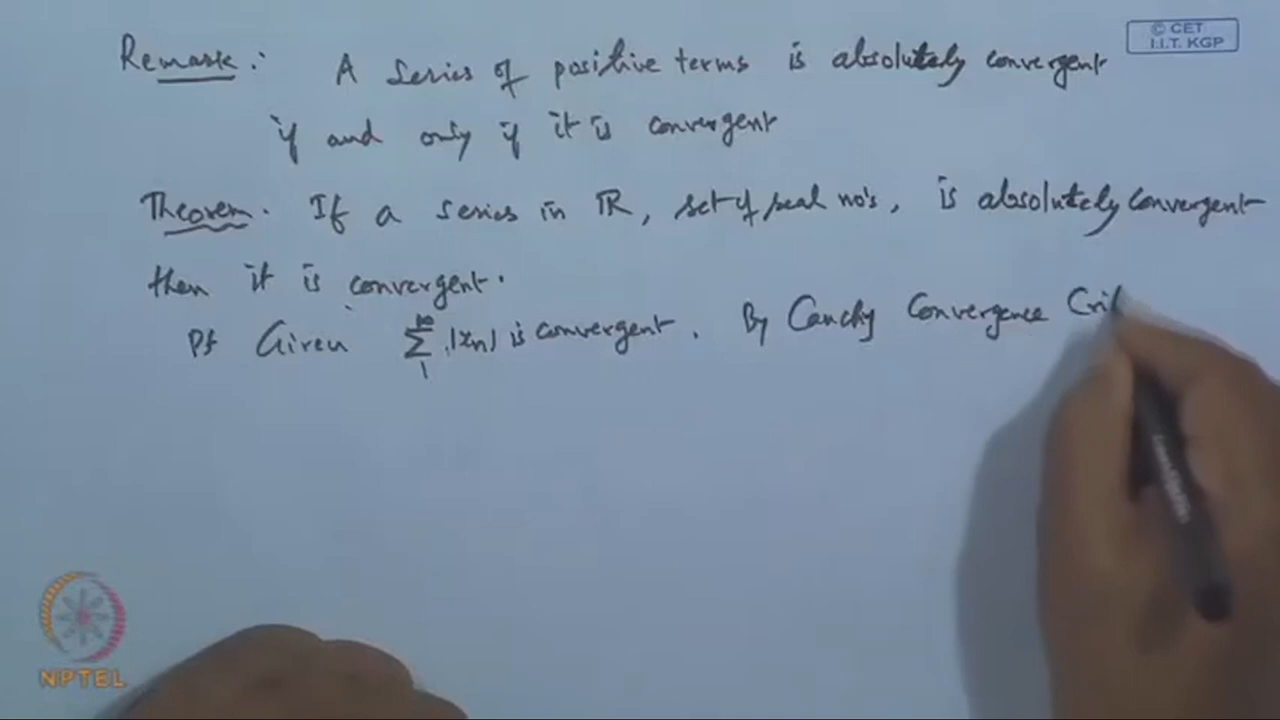 © CET
I.I.T. KGP
Remark: A series of positive terms is absolutely convergent
if and only if it is convergent
Theorem. If a series in ℝ, set of real no's, is absolutely convergent
then it is convergent.
Pf Given ∑_1^∞ |xn| is convergent. By Cauchy Convergence Crit
NPTEL